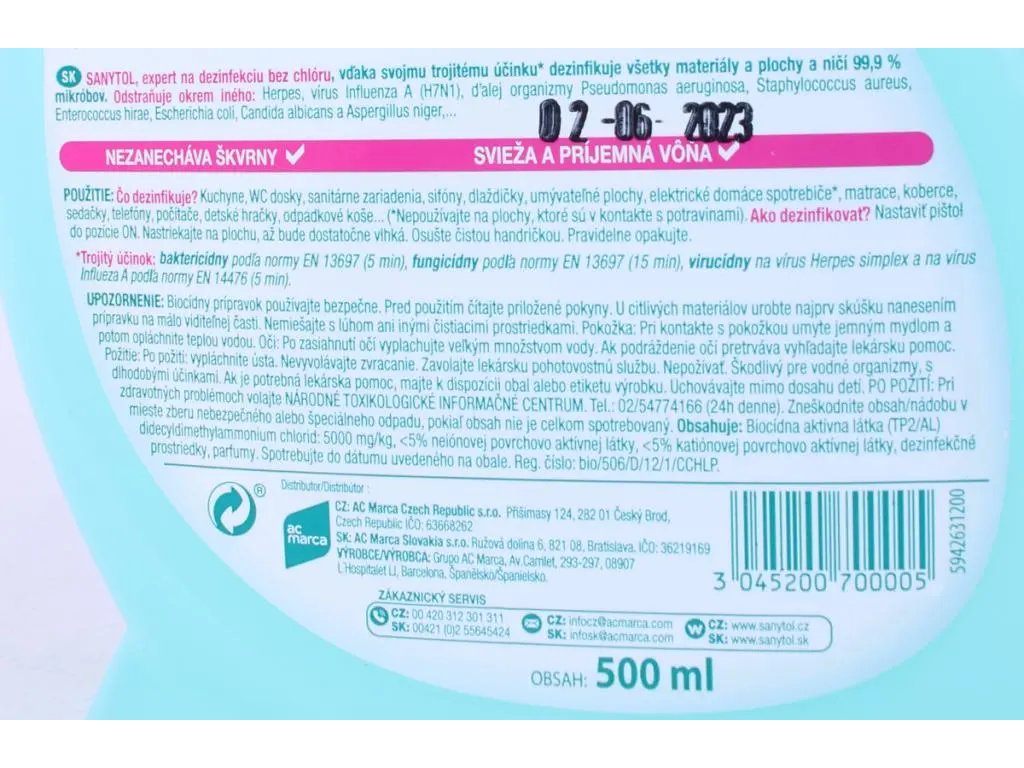 SK SANYTOL, expert na dezinfekciu bez chlóru, vďaka svojmu trojitému účinku* dezinfikuje všetky materiály a plochy a ničí 99,9 %
mikróbov. Odstraňuje okrem iného: Herpes, vírus Influenza A (H7N1), ďalej organizmy Pseudomonas aeruginosa, Staphylococcus aureus,
Enterococcus hirae, Escherichia coli, Candida albicans a Aspergillus niger,...
02-06-2023
NEZANECHÁVA ŠKVRNY
SVIEŽA A PRÍJEMNÁ VÔŇA
POUŽITIE: Čo dezinfikuje? Kuchyne, WC dosky, sanitárne zariadenia, sifóny, dlaždičky, umývateľné plochy, elektrické domáce spotrebiče*, matrace, koberce,
sedačky, telefóny, počítače, detské hračky, odpadkové koše... (*Nepoužívajte na plochy, ktoré sú v kontakte s potravinami). Ako dezinfikovať? Nastaviť pištoľ
do pozície ON. Nastriekajte na plochu, až bude dostatočne vlhká. Osušte čistou handričkou. Pravidelne opakujte.
*Trojitý účinok: baktericídny podľa normy EN 13697 (5 min), fungicídny podľa normy EN 13697 (15 min), virucídny na vírus Herpes simplex a na vírus
Influeza A podľa normy EN 14476 (5 min).
UPOZORNENIE: Biocídny prípravok používajte bezpečne. Pred použitím čítajte priložené pokyny. U citlivých materiálov urobte najprv skúšku nanesením
prípravku na málo viditeľnej časti. Nemiešajte s lúhom ani inými čistiacimi prostriedkami. Pokožka: Pri kontakte s pokožkou umyte jemným mydlom a
potom opláchnite teplou vodou. Oči: Po zasiahnutí očí vyplachujte veľkým množstvom vody. Ak podráždenie očí pretrváva vyhľadajte lekársku pomoc.
Požitie: Po požití: vypláchnite ústa. Nevyvolávajte zvracanie. Zavolajte lekársku pohotovostnú službu. Nepožívať. Škodlivý pre vodné organizmy, s
dlhodobými účinkami. Ak je potrebná lekárska pomoc, majte k dispozícii obal alebo etiketu výrobku. Uchovávajte mimo dosahu detí. PO POŽITÍ: Pri
zdravotných problémoch volajte NÁRODNÉ TOXIKOLOGICKÉ INFORMAČNÉ CENTRUM. Tel.: 02/54774166 (24h denne). Zneškodnite obsah/nádobu v
mieste zberu nebezpečného alebo špeciálneho odpadu, pokiaľ obsah nie je celkom spotrebovaný. Obsahuje: Biocídna aktívna látka (TP2/AL)
didecyldimethylammonium chlorid: 5000 mg/kg, <5% neiónovej povrchovo aktívnej látky, <5% katiónovej povrchovo aktívnej látky, dezinfekčné
prostriedky, parfumy. Spotrebujte do dátumu uvedeného na obale. Reg. číslo: bio/506/D/12/1/CCHLP.
Distributor/Distributor :
ac marca
CZ: AC Marca Czech Republic s.r.o. Přišimasy 124, 282 01 Český Brod,
Czech Republic IČO: 63668262
SK: AC Marca Slovakia s.r.o. Ružová dolina 6, 821 08, Bratislava. IČO: 36219169
VÝROBCE/VÝROBCA: Grupo AC Marca, Av.Camlet, 293-297, 08907
L´Hospitalet Ll, Barcelona, Španělsko/Španielsko.
3 045200 700005
5942631200
ZÁKAZNICKÝ SERVIS
CZ: 00 420 312 301 311
SK: 00421 (0)2 55645424
CZ: infocz@acmarca.com
SK: infosk@acmarca.com
CZ: www.sanytol.cz
SK: www.sanytol.sk
OBSAH: 500 ml